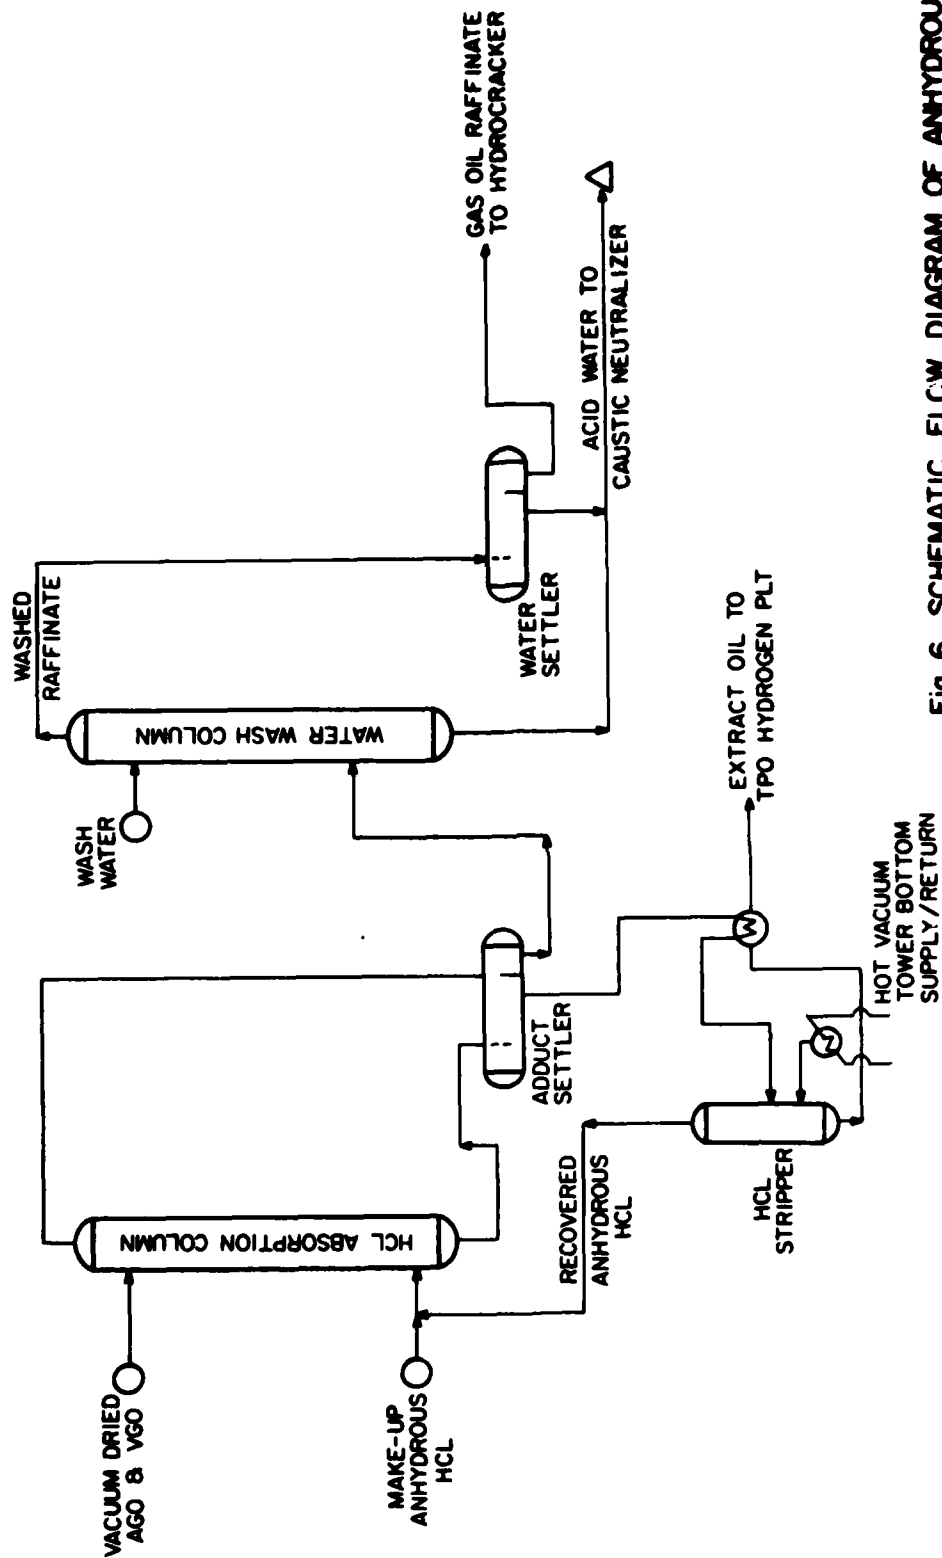 VACUUM DRIED
AGO & VGO
MAKE-UP
ANHYDROUS
HCL
HCL ABSORPTION COLUMN
RECOVERED
ANHYDROUS
HCL
HCL
STRIPPER
ADDUCT
SETTLER
HOT VACUUM
TOWER BOTTOM
SUPPLY/RETURN
EXTRACT OIL TO
TPO HYDROGEN PLT
WASH
WATER
WATER WASH COLUMN
WASHED
RAFFINATE
WATER
SETTLER
ACID WATER TO
CAUSTIC NEUTRALIZER
GAS OIL RAFFINATE
TO HYDROCRACKER
Fig. 6 SCHEMATIC FLOW DIAGRAM OF ANHYDROU